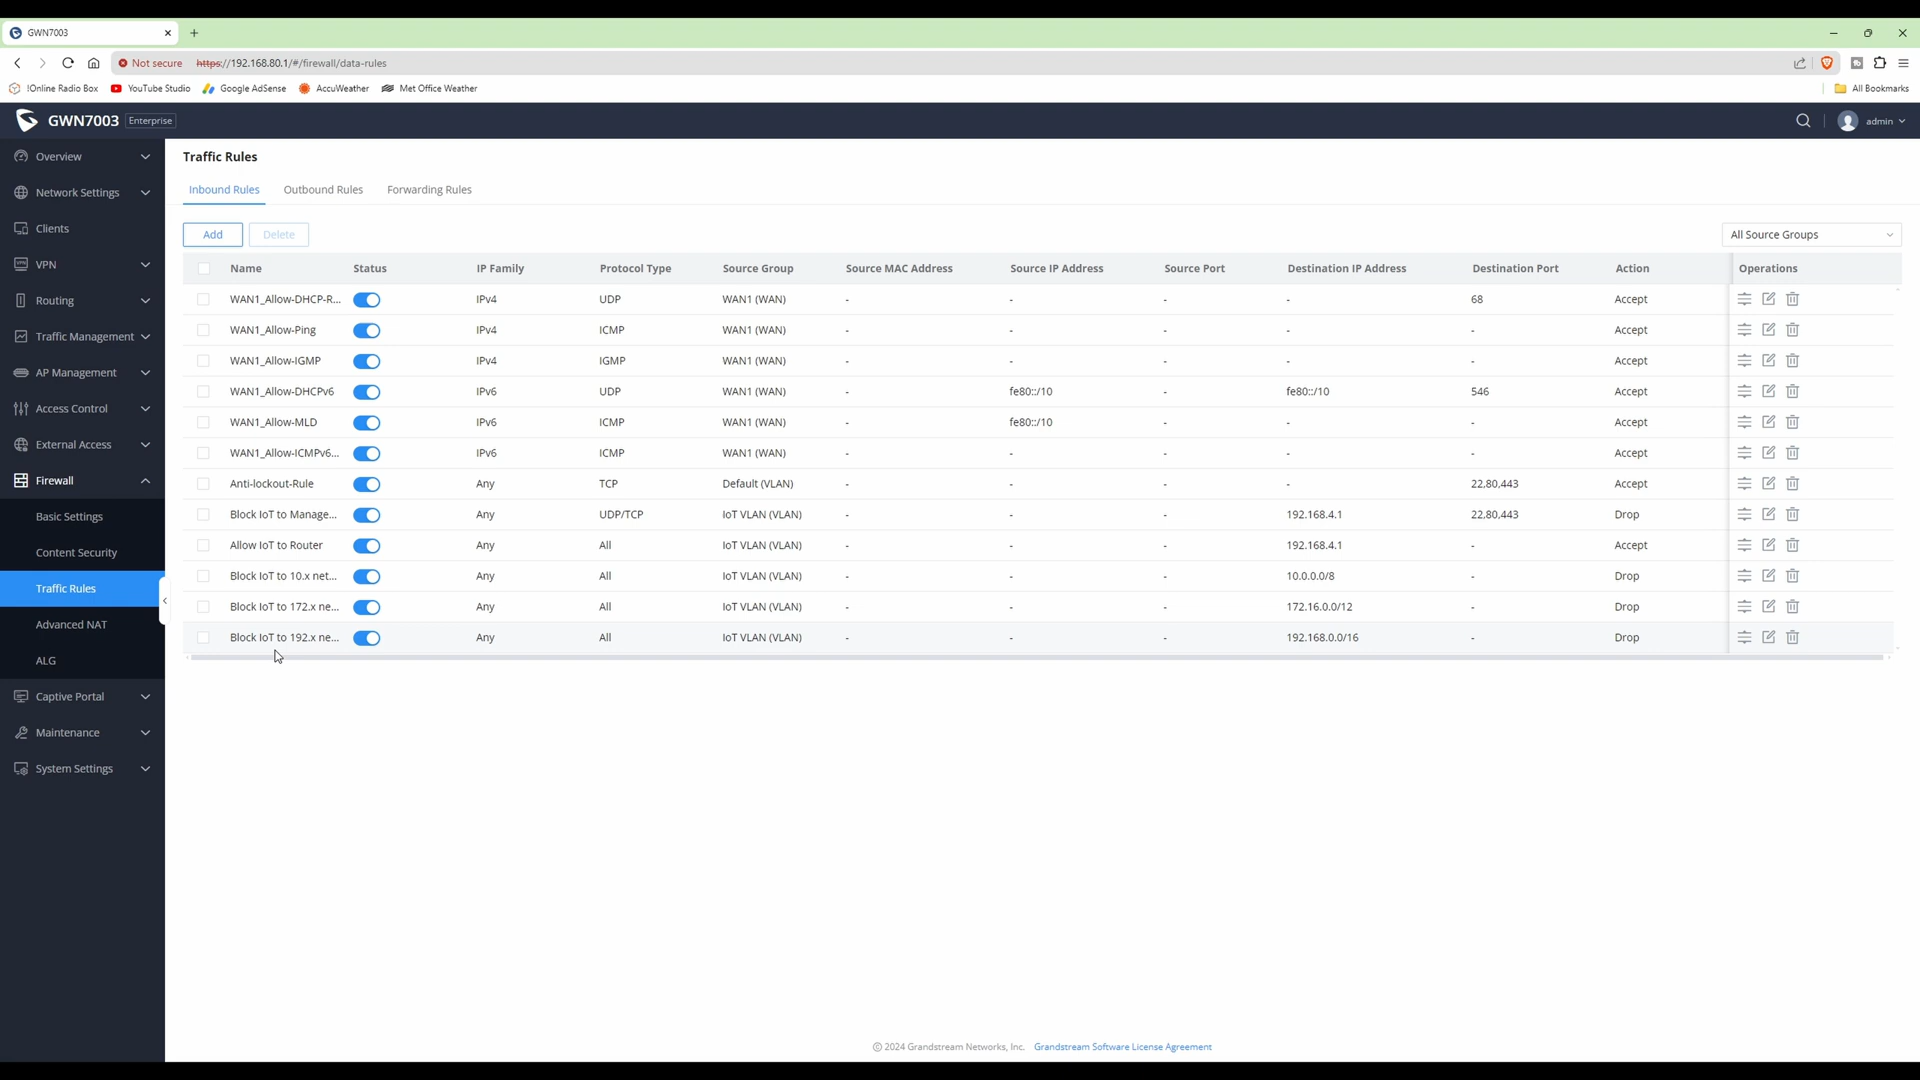 GWN7003
Not secure https://192.168.80.1/#/firewall/data-rules
!Online Radio Box YouTube Studio Google AdSense AccuWeather Met Office Weather All Bookmarks
GWN7003 Enterprise admin
Overview
Network Settings
Clients
VPN
Routing
Traffic Management
AP Management
Access Control
External Access
Firewall
Basic Settings
Content Security
Traffic Rules
Advanced NAT
ALG
Captive Portal
Maintenance
System Settings
Traffic Rules
Inbound Rules Outbound Rules Forwarding Rules
Add Delete All Source Groups
Name Status IP Family Protocol Type Source Group Source MAC Address Source IP Address Source Port Destination IP Address Destination Port Action Operations
WAN1_Allow-DHCP-R... IPv4 UDP WAN1 (WAN) - - - - 68 Accept
WAN1_Allow-Ping IPv4 ICMP WAN1 (WAN) - - - - - Accept
WAN1_Allow-IGMP IPv4 IGMP WAN1 (WAN) - - - - - Accept
WAN1_Allow-DHCPv6 IPv6 UDP WAN1 (WAN) - fe80::/10 - fe80::/10 546 Accept
WAN1_Allow-MLD IPv6 ICMP WAN1 (WAN) - fe80::/10 - - - Accept
WAN1_Allow-ICMPv6... IPv6 ICMP WAN1 (WAN) - - - - - Accept
Anti-lockout-Rule Any TCP Default (VLAN) - - - - 22,80,443 Accept
Block IoT to Manage... Any UDP/TCP IoT VLAN (VLAN) - - - 192.168.4.1 22,80,443 Drop
Allow IoT to Router Any All IoT VLAN (VLAN) - - - 192.168.4.1 - Accept
Block IoT to 10.x net... Any All IoT VLAN (VLAN) - - - 10.0.0.0/8 - Drop
Block IoT to 172.x ne... Any All IoT VLAN (VLAN) - - - 172.16.0.0/12 - Drop
Block IoT to 192.x ne... Any All IoT VLAN (VLAN) - - - 192.168.0.0/16 - Drop
© 2024 Grandstream Networks, Inc. Grandstream Software License Agreement